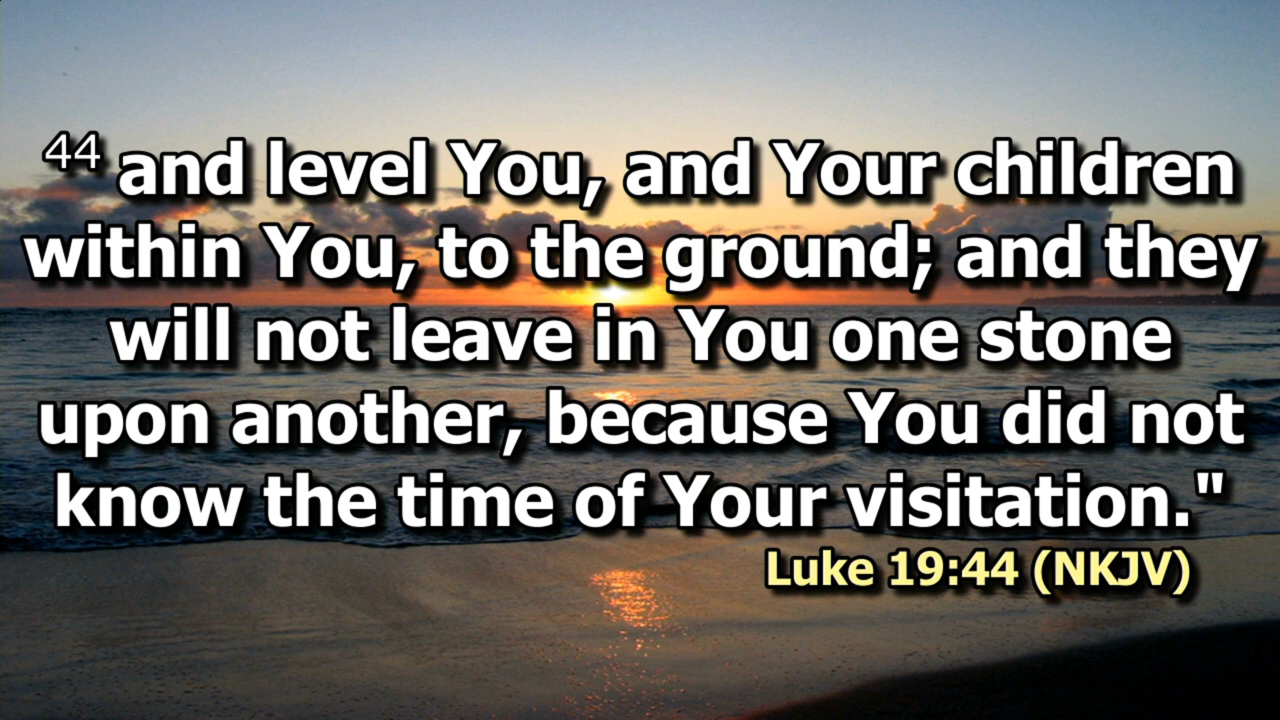 44 and level You, and Your children
within You, to the ground; and they
will not leave in You one stone
upon another, because You did not
know the time of Your visitation."
Luke 19:44 (NKJV)